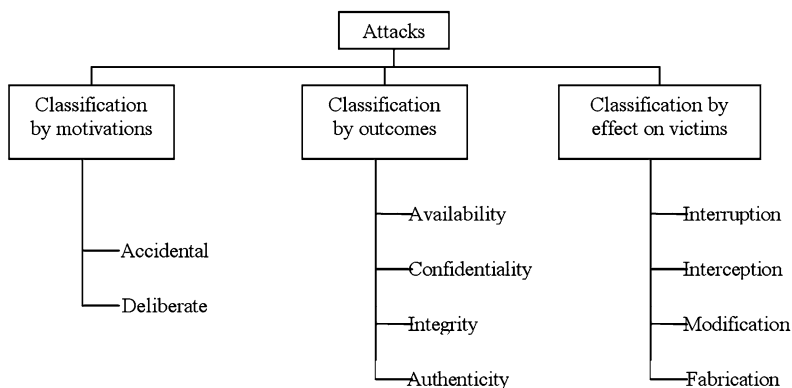 Attacks
Classification
by motivations
Accidental
Deliberate
Classification
by outcomes
Availability
Confidentiality
Integrity
Authenticity
Classification by
effect on victims
Interruption
Interception
Modification
Fabrication